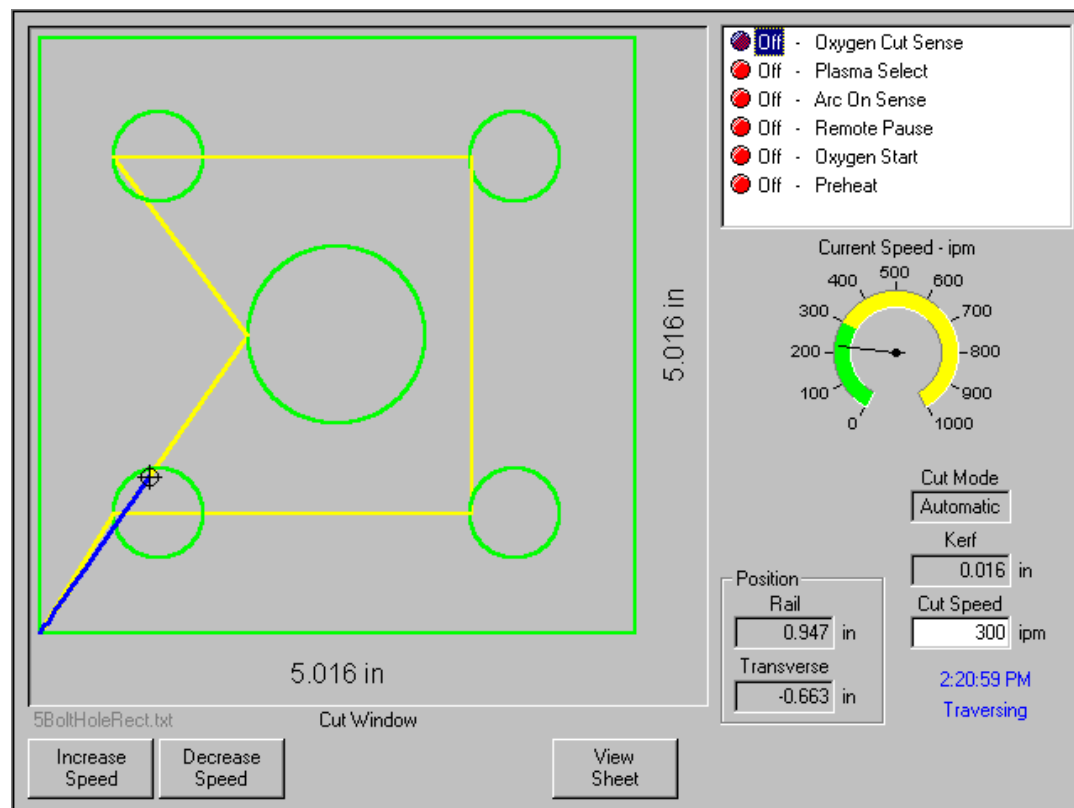 Off - Oxygen Cut Sense
Off - Plasma Select
Off - Arc On Sense
Off - Remote Pause
Off - Oxygen Start
Off - Preheat
Current Speed - ipm
0 100 200 300 400 500 600 700 800 900 1000
5.016 in
5.016 in
Cut Mode
Automatic
Kerf
0.016 in
Cut Speed
300 ipm
Position
Rail
0.947 in
Transverse
-0.663 in
2:20:59 PM
Traversing
5BoltHoleRect.txt
Cut Window
Increase
Speed
Decrease
Speed
View
Sheet